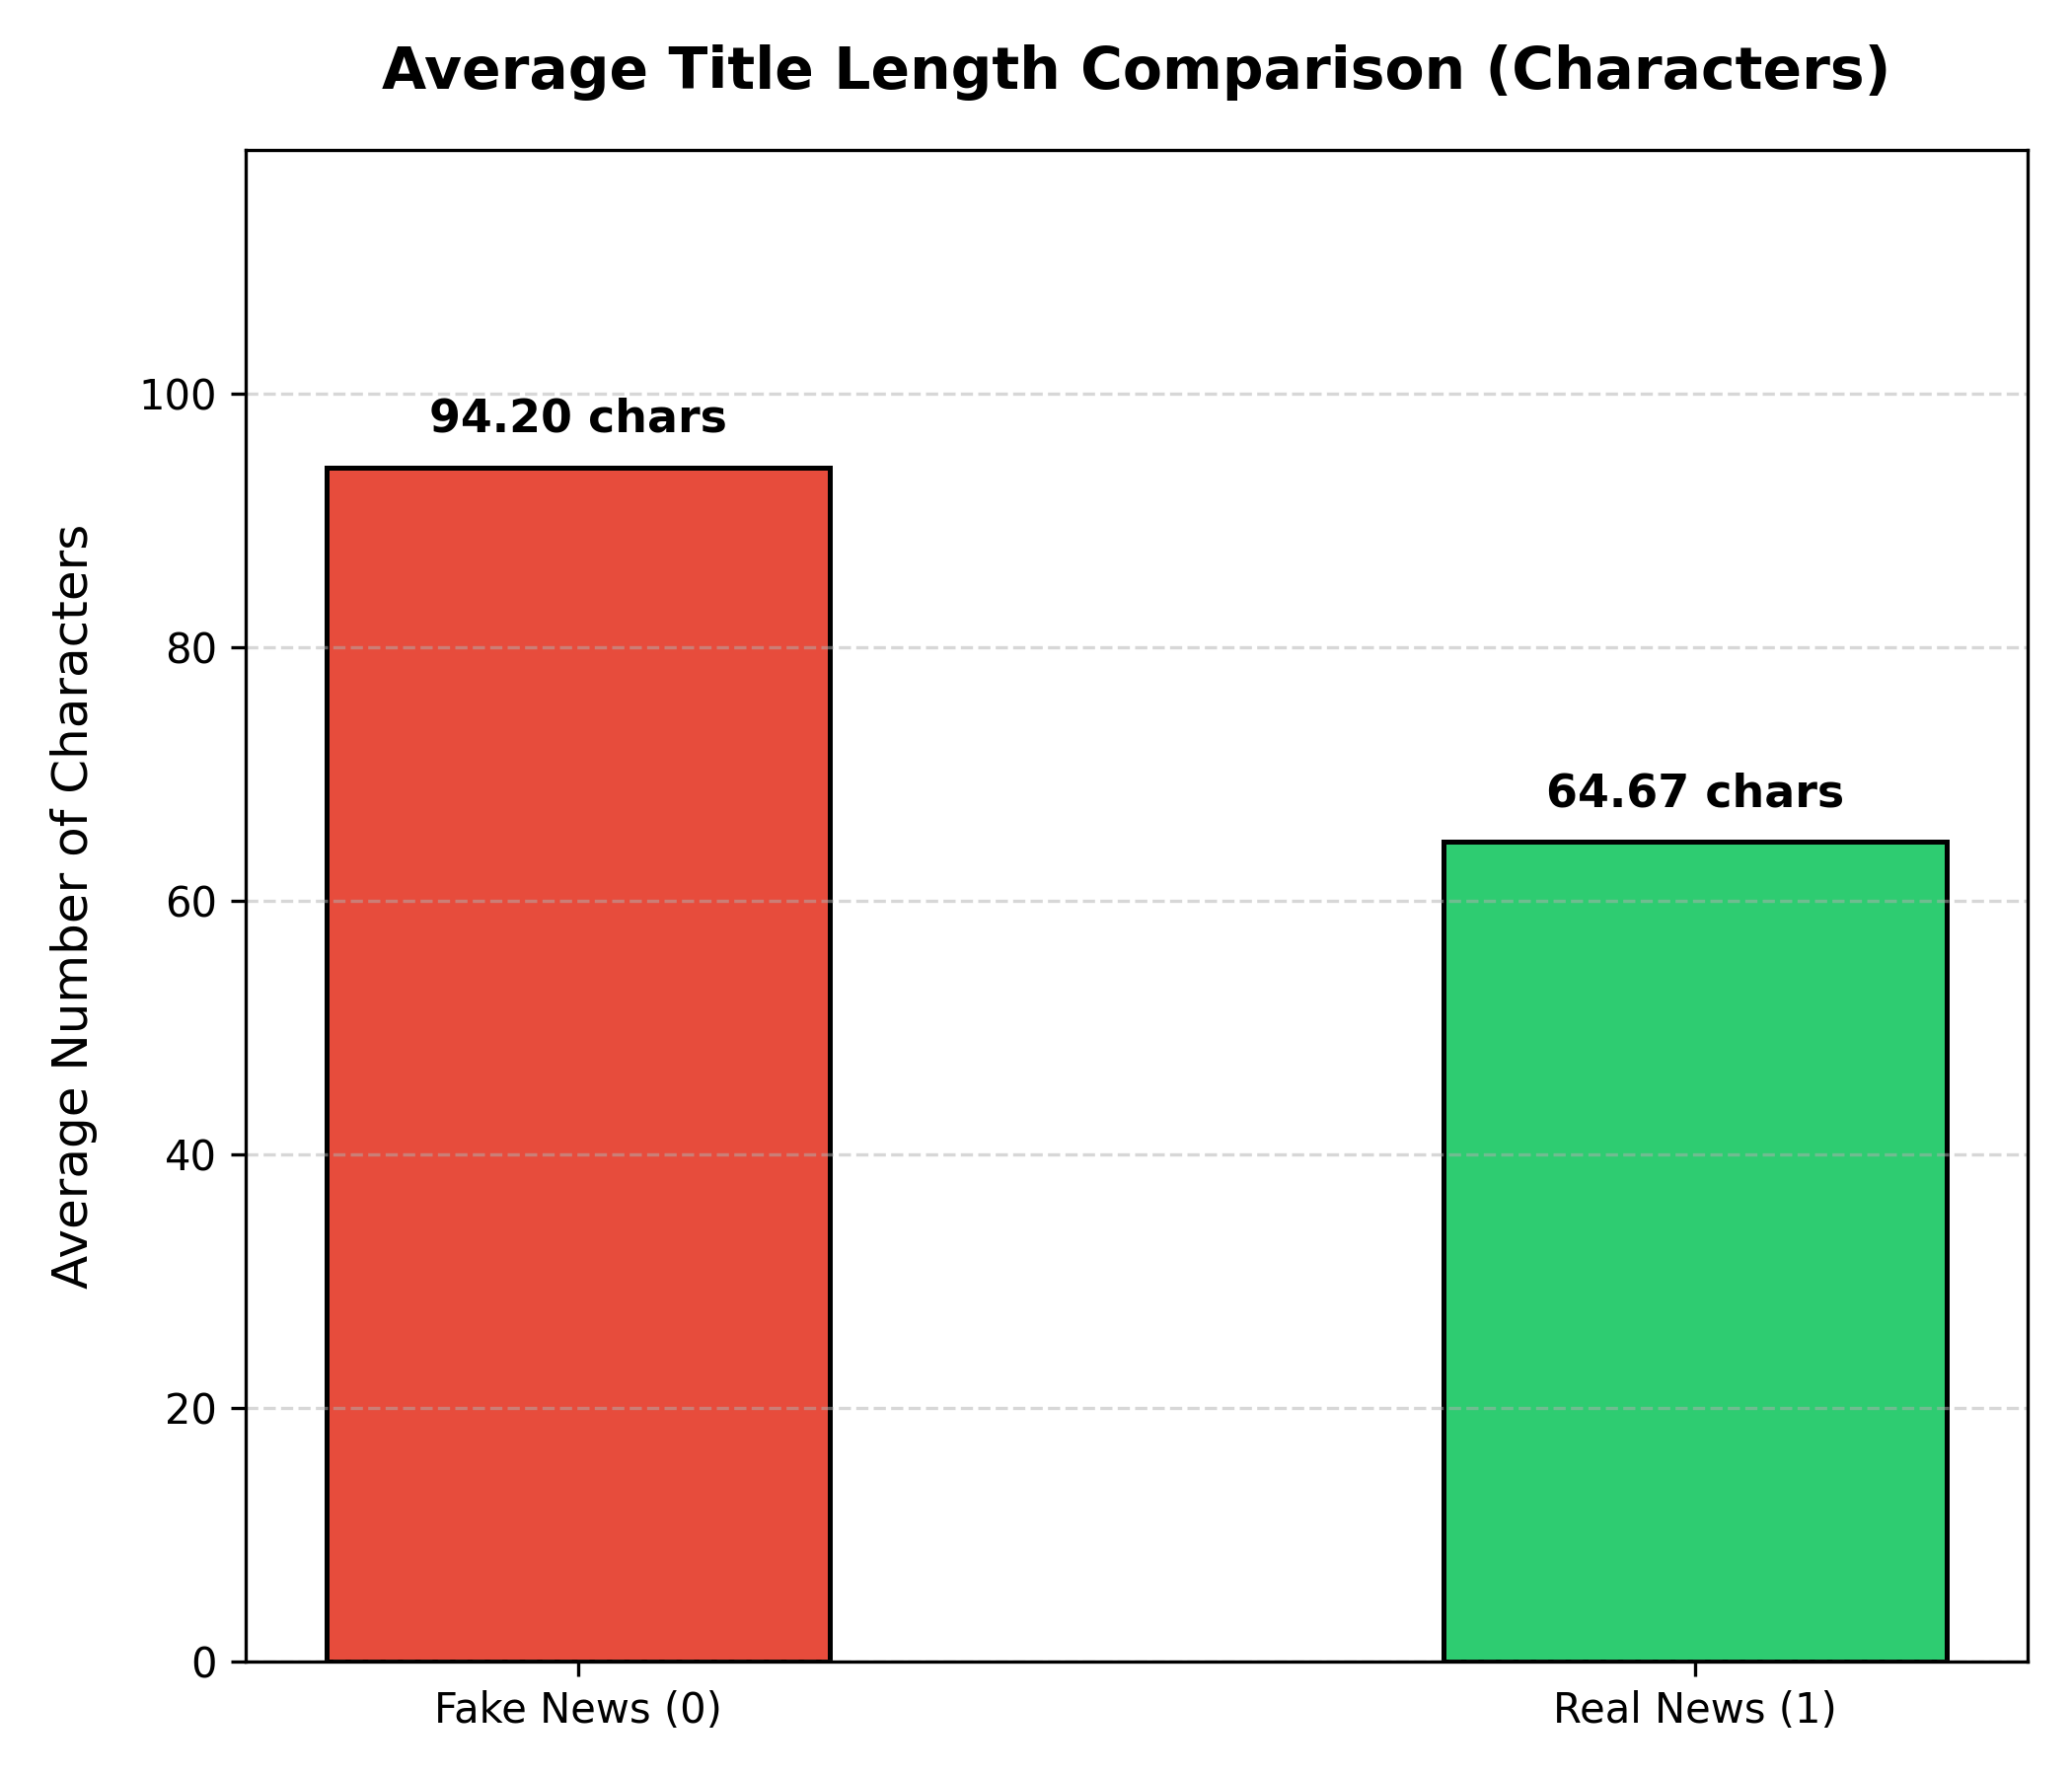 Average Title Length Comparison (Characters)
Average Number of Characters
100
80
60
40
20
0
94.20 chars
64.67 chars
Fake News (0)
Real News (1)